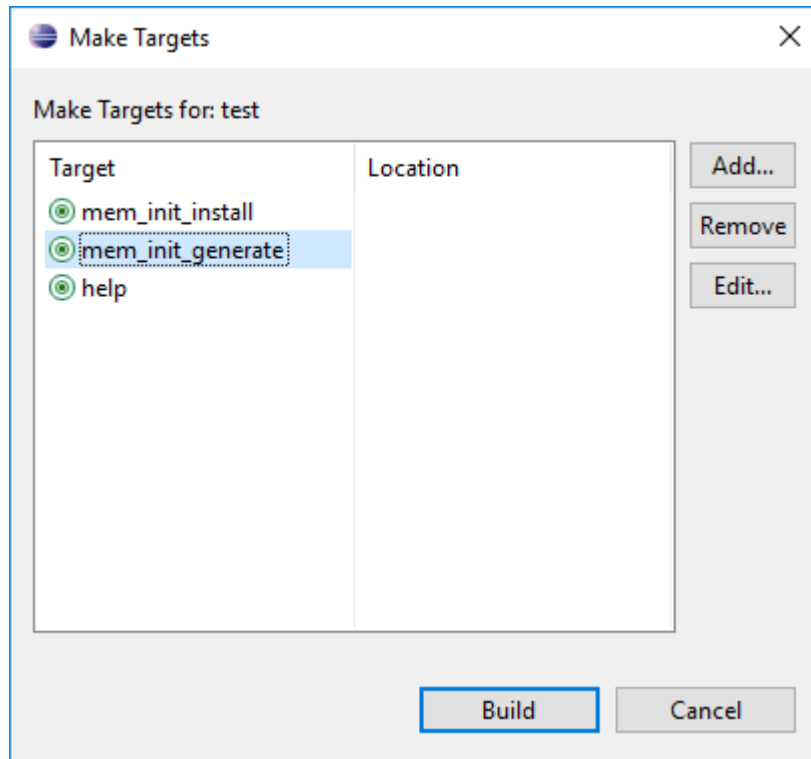 Make Targets
Make Targets for: test
Target Location
mem_init_install
mem_init_generate
help
Add...
Remove
Edit...
Build Cancel